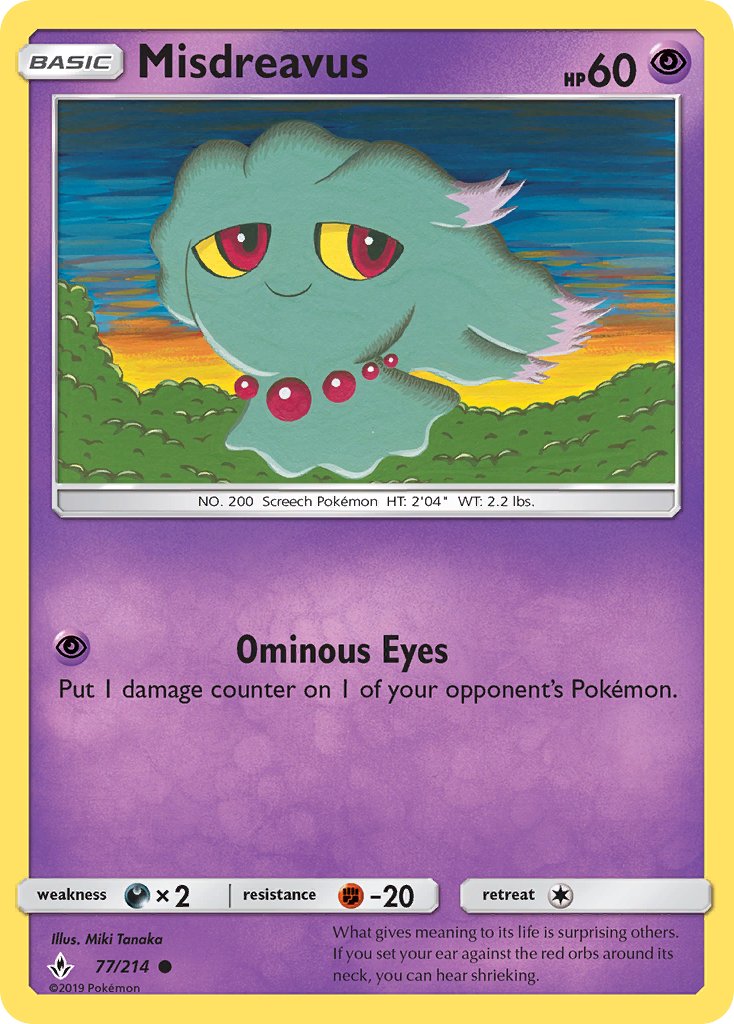 BASIC Misdreavus HP60
NO. 200 Screech Pokémon HT: 2'04" WT: 2.2 lbs.
Ominous Eyes
Put 1 damage counter on 1 of your opponent's Pokémon.
weakness ×2 resistance -20 retreat
Illus. Miki Tanaka
77/214
©2019 Pokémon
What gives meaning to its life is surprising others.
If you set your ear against the red orbs around its
neck, you can hear shrieking.